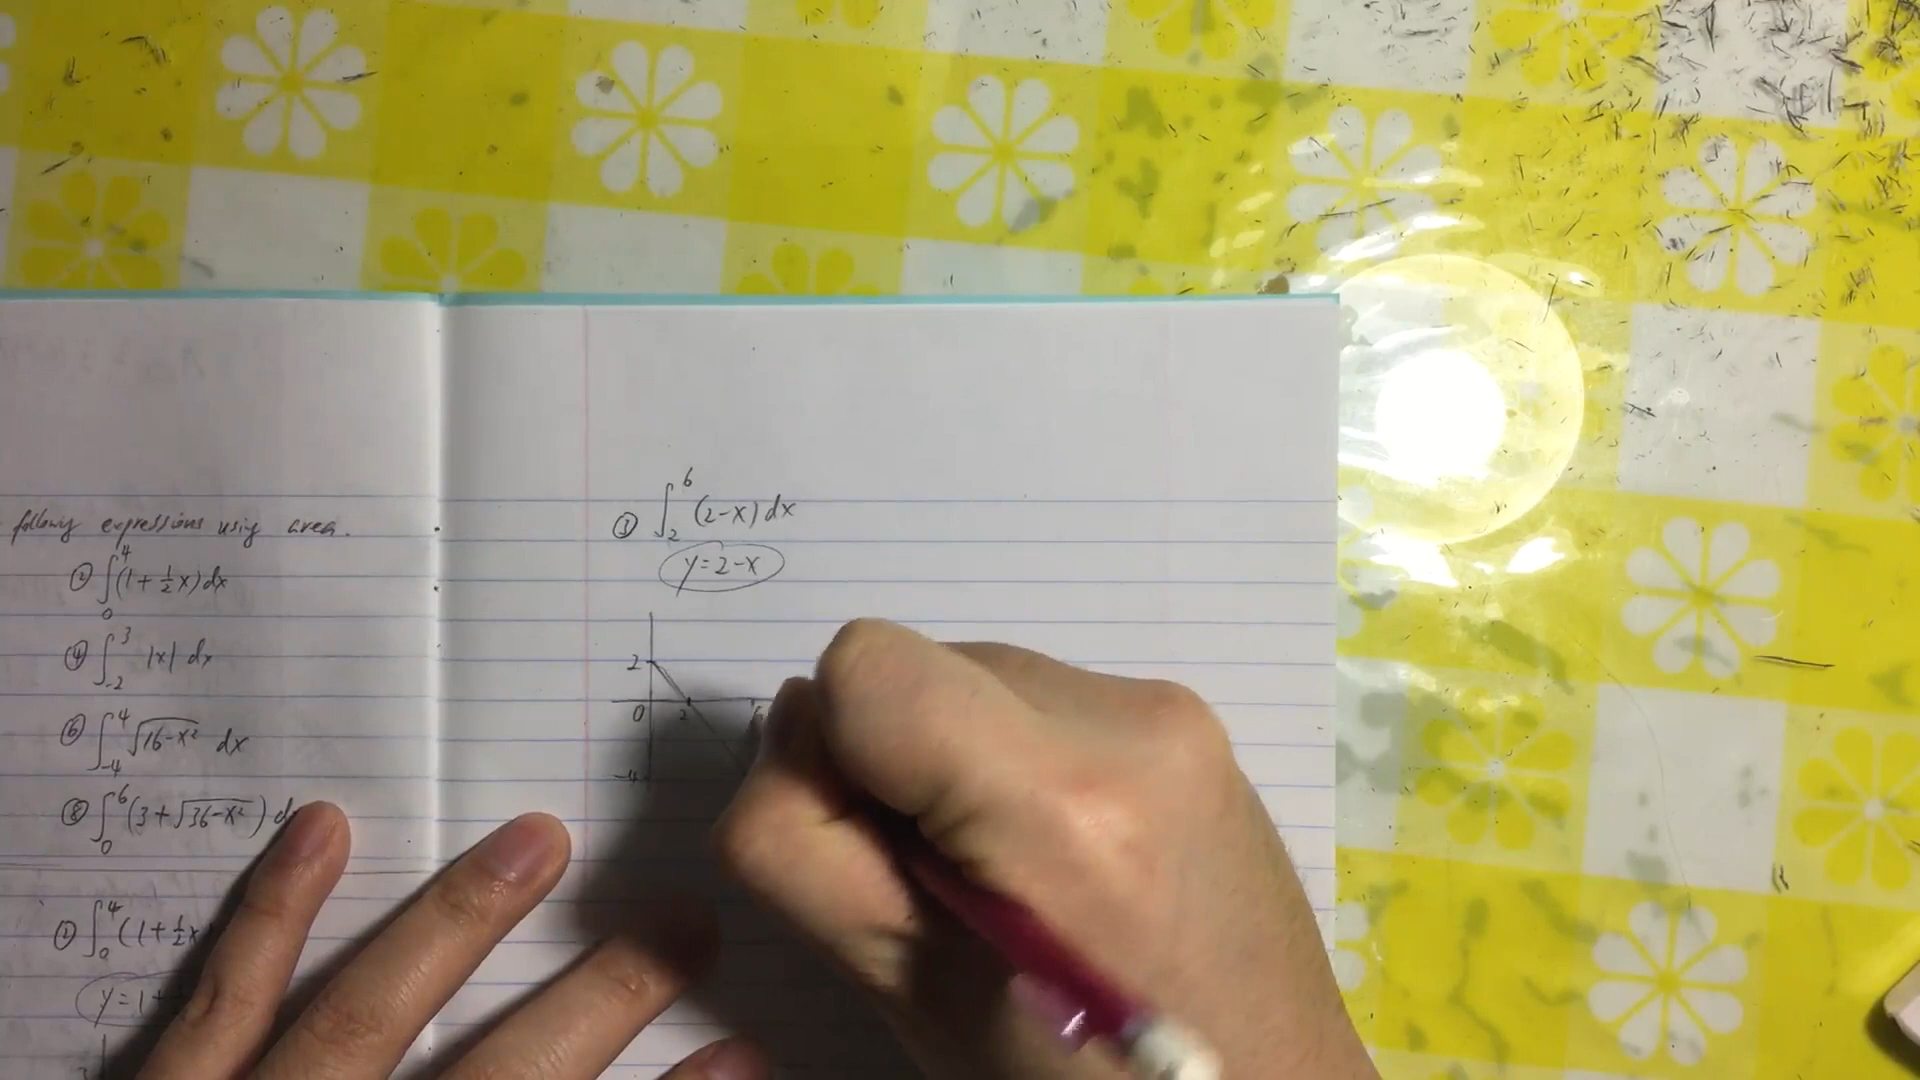 following expressions using area.
② ∫₀⁴ (1+½x) dx
④ ∫₋₂³ |x| dx
⑥ ∫₋₄⁴ √(16-x²) dx
⑧ ∫₀⁶ (3+√(36-x²)) d
① ∫₀⁴ (1+½x
y=1+
③ ∫₂⁶ (2-x) dx
y=2-x
2
0 2 6
-4